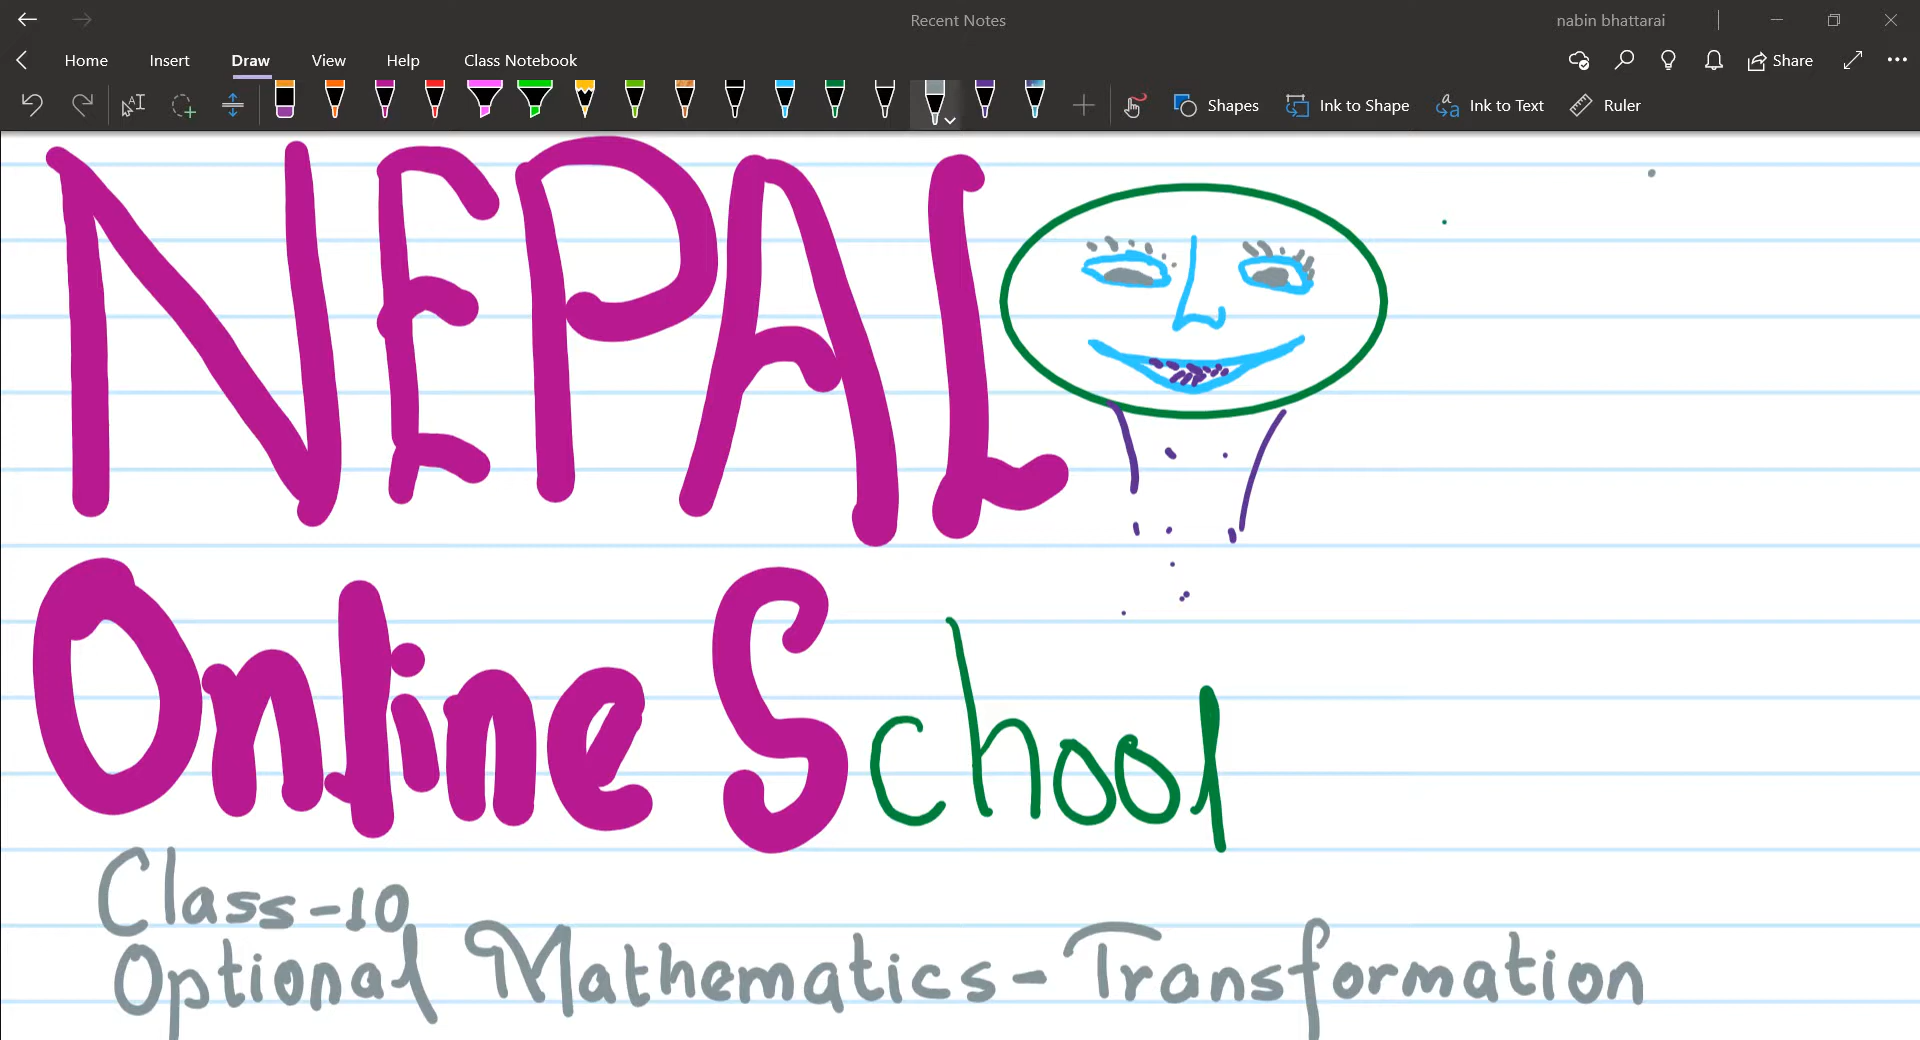 Recent Notes
nabin bhattarai
Home Insert Draw View Help Class Notebook
Share
Shapes Ink to Shape Ink to Text Ruler
NEPAL
Online School
Class-10
Optional Mathematics - Transformation